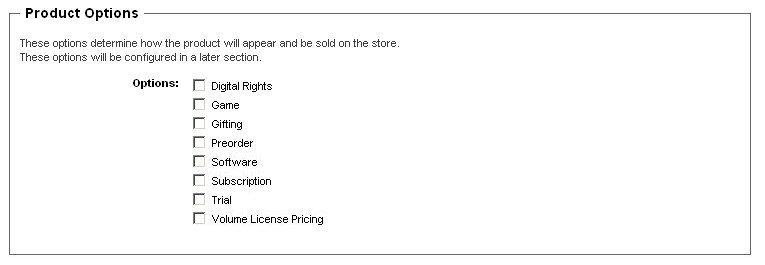 Product Options
These options determine how the product will appear and be sold on the store.
These options will be configured in a later section.
Options:
Digital Rights
Game
Gifting
Preorder
Software
Subscription
Trial
Volume License Pricing